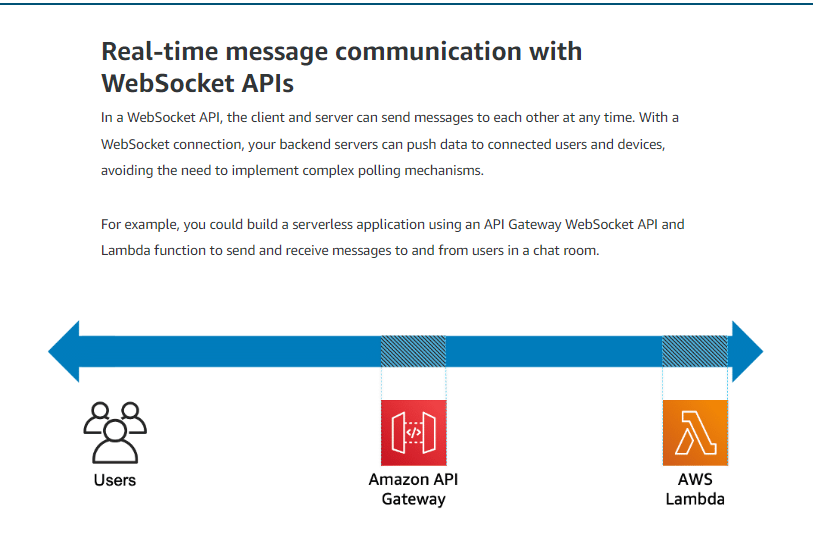 Real-time message communication with
WebSocket APIs
In a WebSocket API, the client and server can send messages to each other at any time. With a
WebSocket connection, your backend servers can push data to connected users and devices,
avoiding the need to implement complex polling mechanisms.
For example, you could build a serverless application using an API Gateway WebSocket API and
Lambda function to send and receive messages to and from users in a chat room.
</>
Users
Amazon API
Gateway
AWS
Lambda